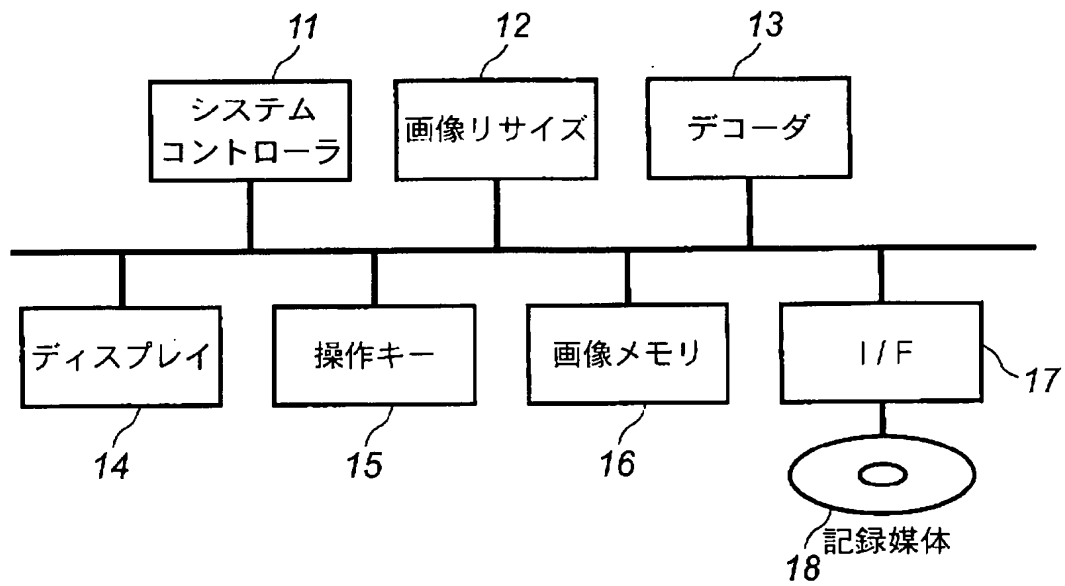 11
12
13
システム
コントローラ
画像リサイズ
デコーダ
ディスプレイ
操作キー
画像メモリ
I/F
17
14
15
16
18
記録媒体